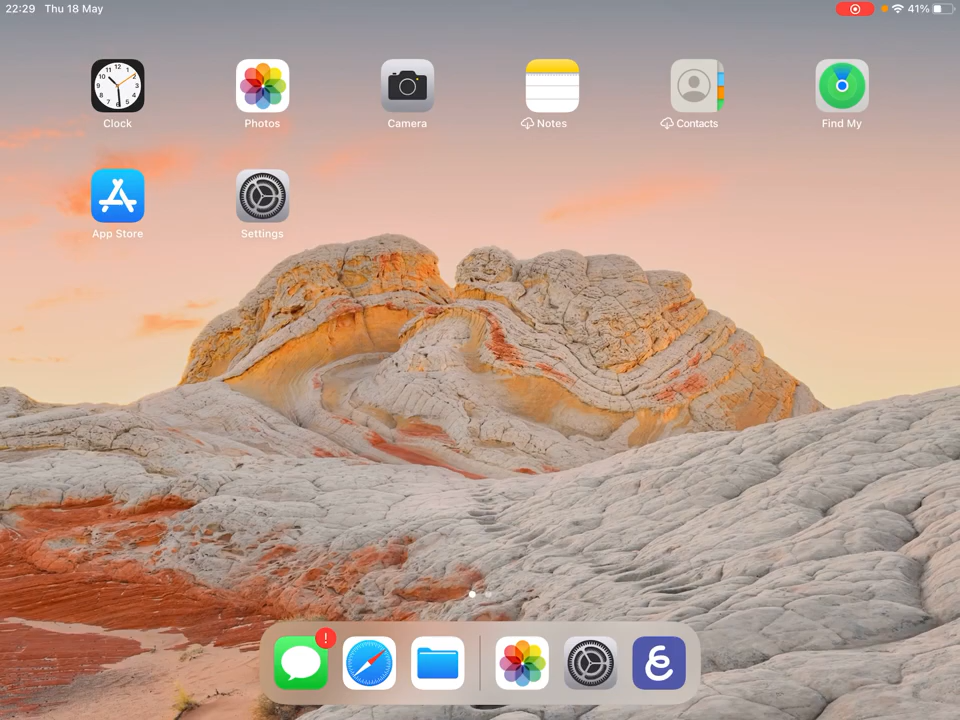 22:29 Thu 18 May 41%
Clock Photos Camera Notes Contacts Find My
App Store Settings
!